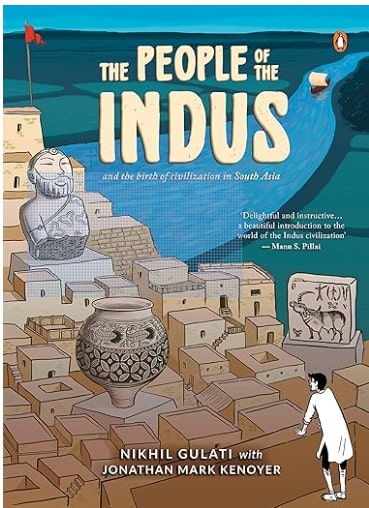 THE PEOPLE OF THE
INDUS
and the birth of civilization in South Asia
'Delightful and instructive...
a beautiful introduction to the
world of the Indus civilization'
— Manu S. Pillai
NIKHIL GULATI with
JONATHAN MARK KENOYER